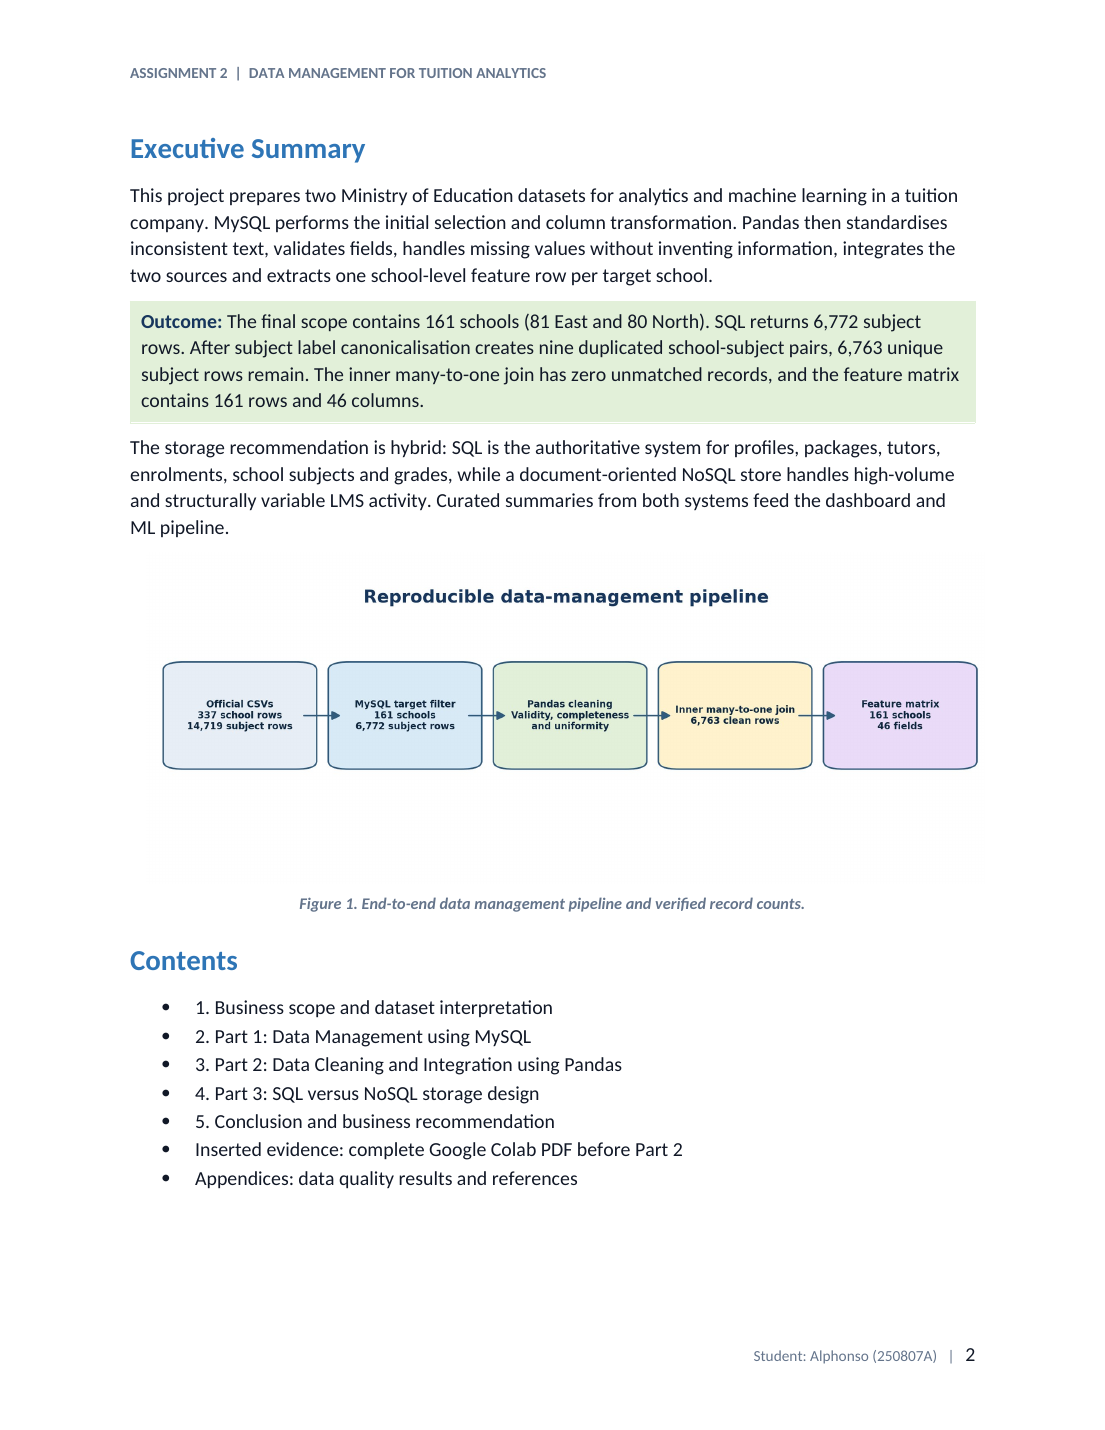 ASSIGNMENT 2 | DATA MANAGEMENT FOR TUITION ANALYTICS
Executive Summary
This project prepares two Ministry of Education datasets for analytics and machine learning in a tuition
company. MySQL performs the initial selection and column transformation. Pandas then standardises
inconsistent text, validates fields, handles missing values without inventing information, integrates the
two sources and extracts one school-level feature row per target school.
Outcome: The final scope contains 161 schools (81 East and 80 North). SQL returns 6,772 subject
rows. After subject label canonicalisation creates nine duplicated school-subject pairs, 6,763 unique
subject rows remain. The inner many-to-one join has zero unmatched records, and the feature matrix
contains 161 rows and 46 columns.
The storage recommendation is hybrid: SQL is the authoritative system for profiles, packages, tutors,
enrolments, school subjects and grades, while a document-oriented NoSQL store handles high-volume
and structurally variable LMS activity. Curated summaries from both systems feed the dashboard and
ML pipeline.
Reproducible data-management pipeline
Official CSVs
337 school rows
14,719 subject rows
MySQL target filter
161 schools
6,772 subject rows
Pandas cleaning
Validity, completeness
and uniformity
Inner many-to-one join
6,763 clean rows
Feature matrix
161 schools
46 fields
Figure 1. End-to-end data management pipeline and verified record counts.
Contents
• 1. Business scope and dataset interpretation
• 2. Part 1: Data Management using MySQL
• 3. Part 2: Data Cleaning and Integration using Pandas
• 4. Part 3: SQL versus NoSQL storage design
• 5. Conclusion and business recommendation
• Inserted evidence: complete Google Colab PDF before Part 2
• Appendices: data quality results and references
Student: Alphonso (250807A) | 2